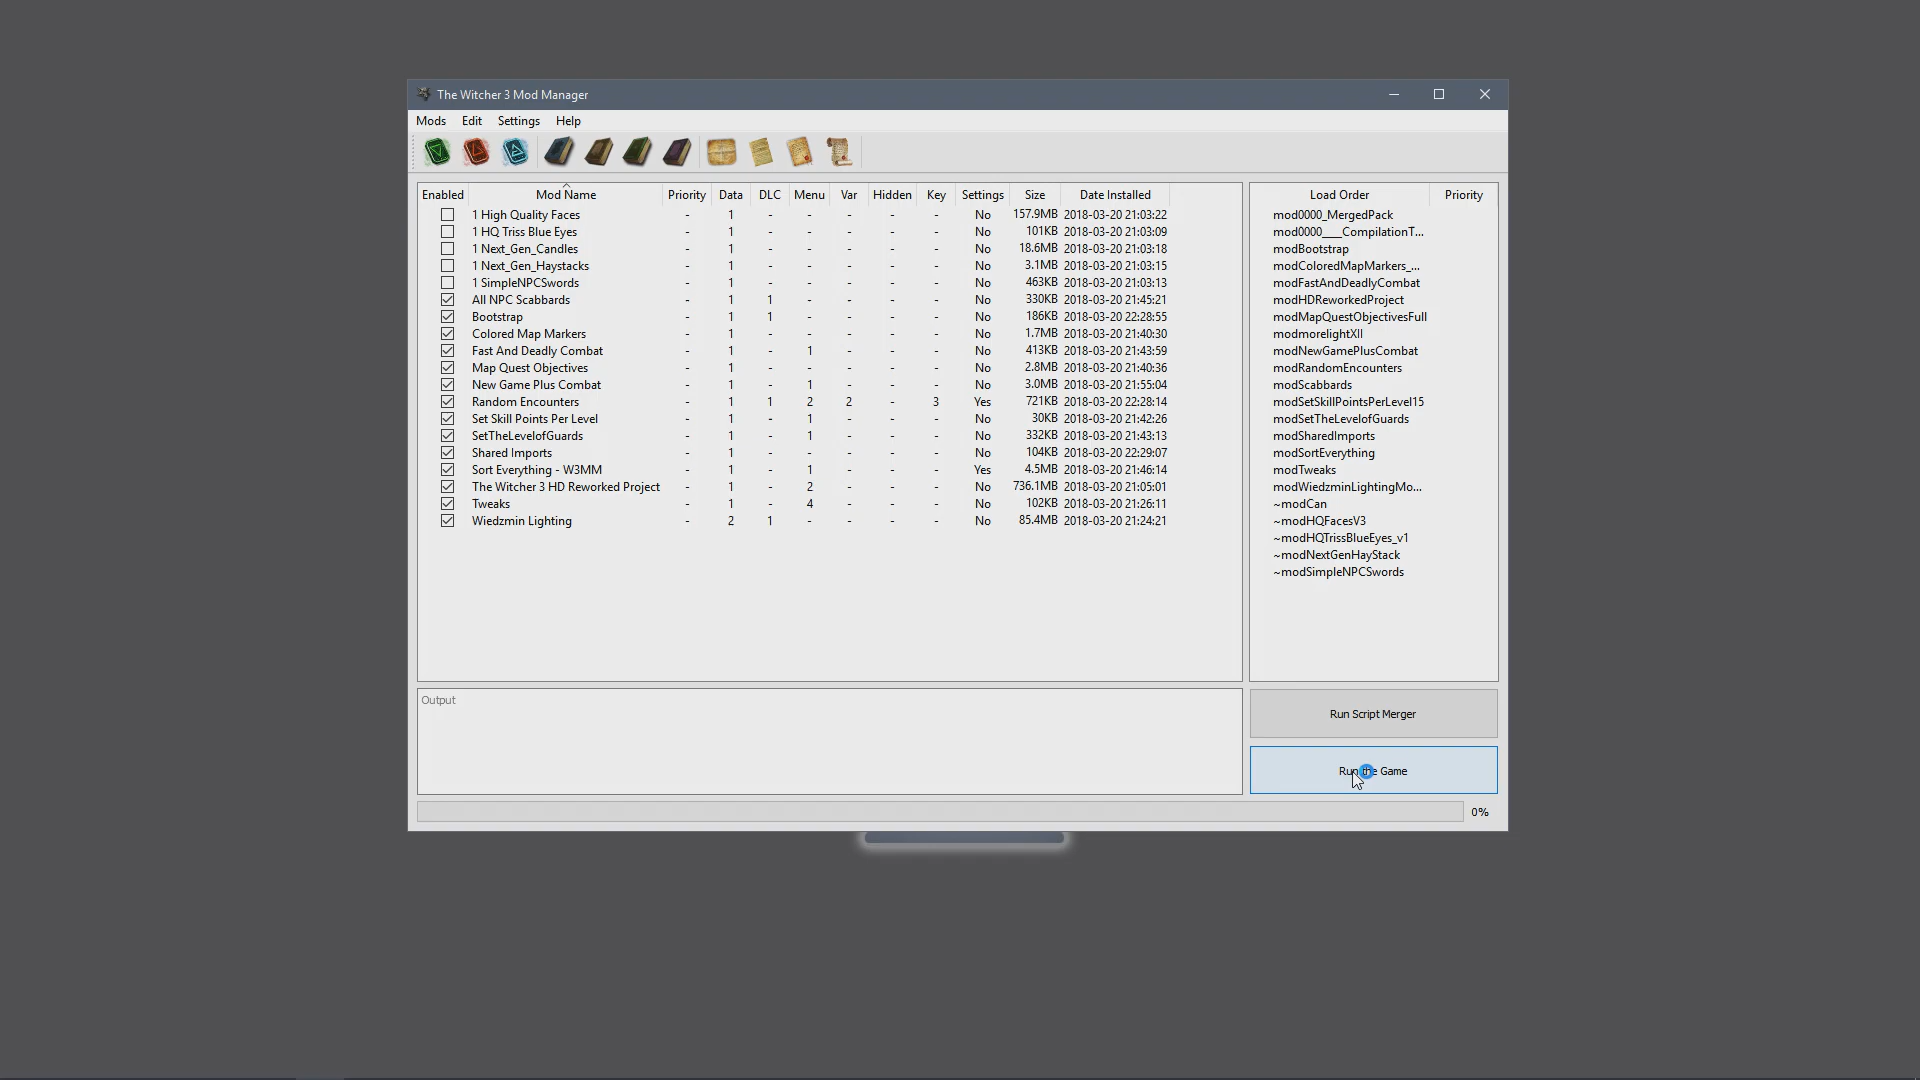 The Witcher 3 Mod Manager
Mods Edit Settings Help
Enabled Mod Name Priority Data DLC Menu Var Hidden Key Settings Size Date Installed
1 High Quality Faces - 1 - - - - - No 157.9MB 2018-03-20 21:03:22
1 HQ Triss Blue Eyes - 1 - - - - - No 101KB 2018-03-20 21:03:09
1 Next_Gen_Candles - 1 - - - - - No 18.6MB 2018-03-20 21:03:18
1 Next_Gen_Haystacks - 1 - - - - - No 3.1MB 2018-03-20 21:03:15
1 SimpleNPCSwords - 1 - - - - - No 463KB 2018-03-20 21:03:13
All NPC Scabbards - 1 1 - - - - No 330KB 2018-03-20 21:45:21
Bootstrap - 1 1 - - - - No 186KB 2018-03-20 22:28:55
Colored Map Markers - 1 - - - - - No 1.7MB 2018-03-20 21:40:30
Fast And Deadly Combat - 1 - 1 - - - No 413KB 2018-03-20 21:43:59
Map Quest Objectives - 1 - - - - - No 2.8MB 2018-03-20 21:40:36
New Game Plus Combat - 1 - 1 - - - No 3.0MB 2018-03-20 21:55:04
Random Encounters - 1 1 2 2 - 3 Yes 721KB 2018-03-20 22:28:14
Set Skill Points Per Level - 1 - 1 - - - No 30KB 2018-03-20 21:42:26
SetTheLevelofGuards - 1 - 1 - - - No 332KB 2018-03-20 21:43:13
Shared Imports - 1 - - - - - No 104KB 2018-03-20 22:29:07
Sort Everything - W3MM - 1 - 1 - - - Yes 4.5MB 2018-03-20 21:46:14
The Witcher 3 HD Reworked Project - 1 - 2 - - - No 736.1MB 2018-03-20 21:05:01
Tweaks - 1 - 4 - - - No 102KB 2018-03-20 21:26:11
Wiedzmin Lighting - 2 1 - - - - No 85.4MB 2018-03-20 21:24:21
Load Order Priority
mod0000_MergedPack
mod0000____CompilationT...
modBootstrap
modColoredMapMarkers_...
modFastAndDeadlyCombat
modHDReworkedProject
modMapQuestObjectivesFull
modmorelightXII
modNewGamePlusCombat
modRandomEncounters
modScabbards
modSetSkillPointsPerLevel15
modSetTheLevelofGuards
modSharedImports
modSortEverything
modTweaks
modWiedzminLightingMo...
~modCan
~modHQFacesV3
~modHQTrissBlueEyes_v1
~modNextGenHayStack
~modSimpleNPCSwords
Output
Run Script Merger
Run the Game
0%